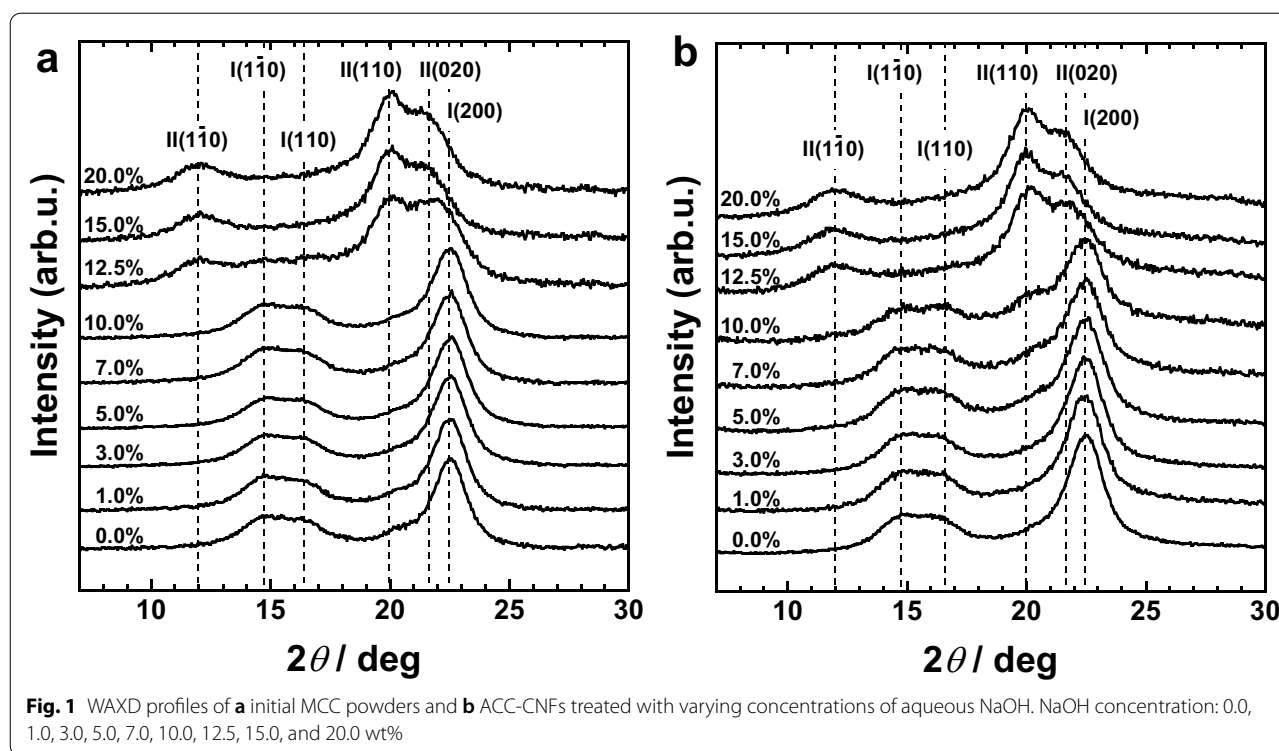 a
I(11̄0) II(110) II(020)
I(200)
II(11̄0) I(110)
20.0%
15.0%
12.5%
10.0%
7.0%
5.0%
3.0%
1.0%
0.0%
Intensity (arb.u.)
10 15 20 25 30
2θ / deg
b
I(11̄0) II(110) II(020)
I(200)
II(11̄0) I(110)
20.0%
15.0%
12.5%
10.0%
7.0%
5.0%
3.0%
1.0%
0.0%
Intensity (arb.u.)
10 15 20 25 30
2θ / deg
Fig. 1 WAXD profiles of a initial MCC powders and b ACC-CNFs treated with varying concentrations of aqueous NaOH. NaOH concentration: 0.0,
1.0, 3.0, 5.0, 7.0, 10.0, 12.5, 15.0, and 20.0 wt%